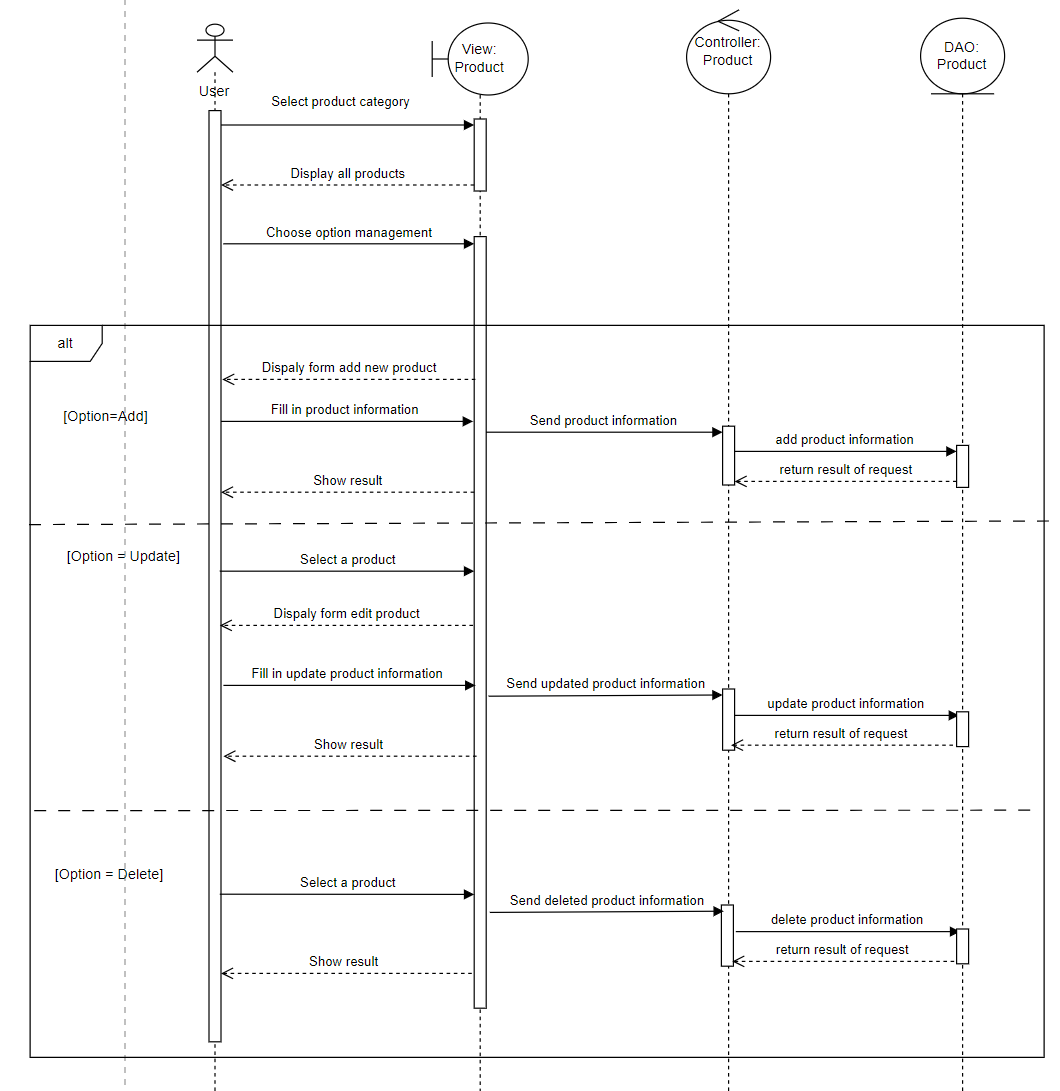 View:
Product
Controller:
Product
DAO:
Product
User
Select product category
Display all products
Choose option management
alt
Dispaly form add new product
[Option=Add]
Fill in product information
Send product information
add product information
return result of request
Show result
[Option = Update]
Select a product
Dispaly form edit product
Fill in update product information
Send updated product information
update product information
return result of request
Show result
[Option = Delete]
Select a product
Send deleted product information
delete product information
return result of request
Show result